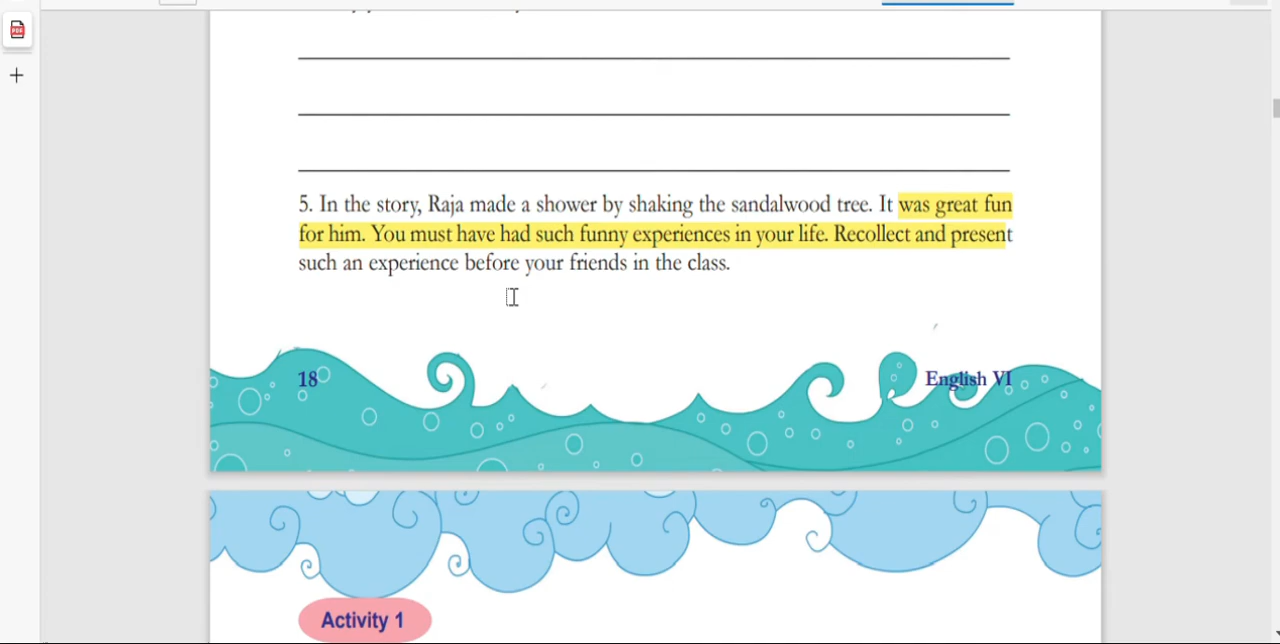 5. In the story, Raja made a shower by shaking the sandalwood tree. It was great fun
for him. You must have had such funny experiences in your life. Recollect and present
such an experience before your friends in the class.
18
English VI
Activity 1